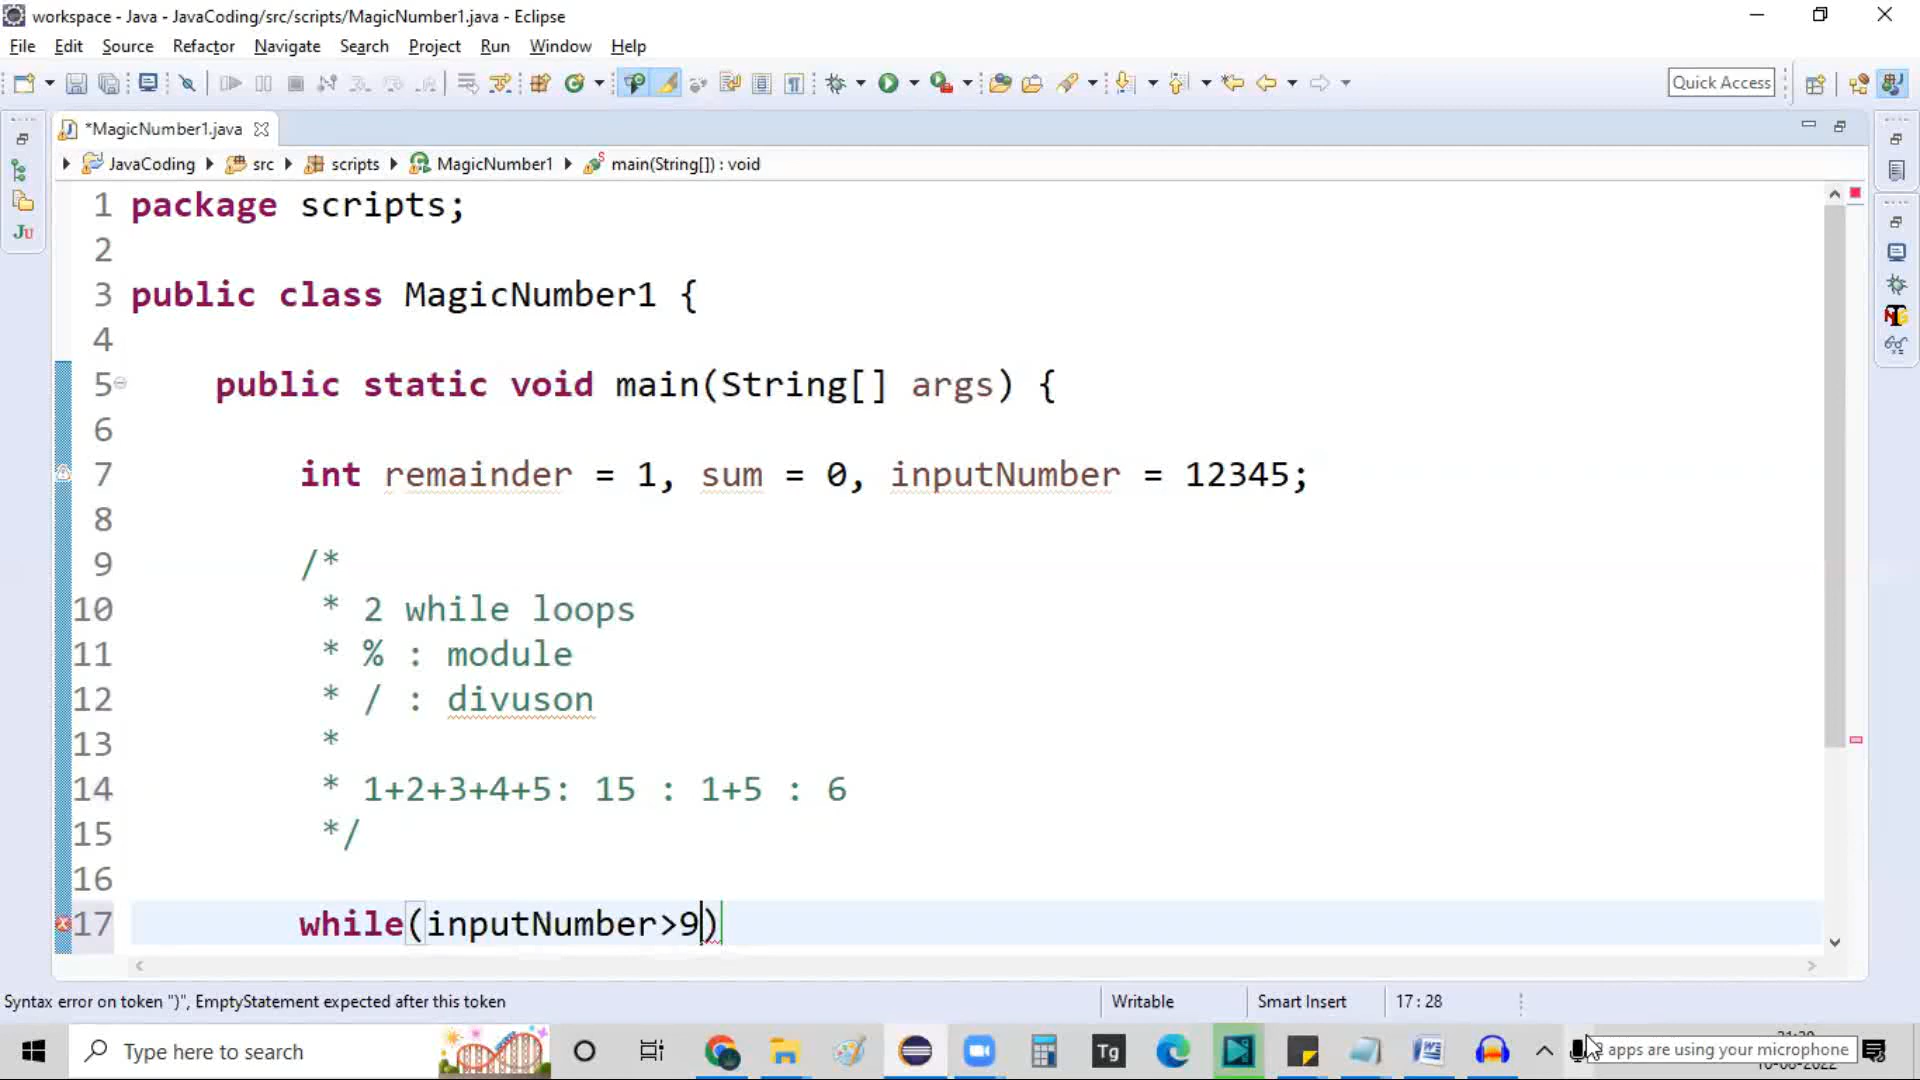 workspace - Java - JavaCoding/src/scripts/MagicNumber1.java - Eclipse
File Edit Source Refactor Navigate Search Project Run Window Help
Quick Access
*MagicNumber1.java
JavaCoding src scripts MagicNumber1 main(String[]) : void
1 package scripts;
2
3 public class MagicNumber1 {
4
5 public static void main(String[] args) {
6
7 int remainder = 1, sum = 0, inputNumber = 12345;
8
9 /*
10 * 2 while loops
11 * % : module
12 * / : divuson
13 *
14 * 1+2+3+4+5: 15 : 1+5 : 6
15 */
16
17 while(inputNumber>9)
Syntax error on token ")", EmptyStatement expected after this token Writable Smart Insert 17 : 28
Type here to search
Tg
apps are using your microphone